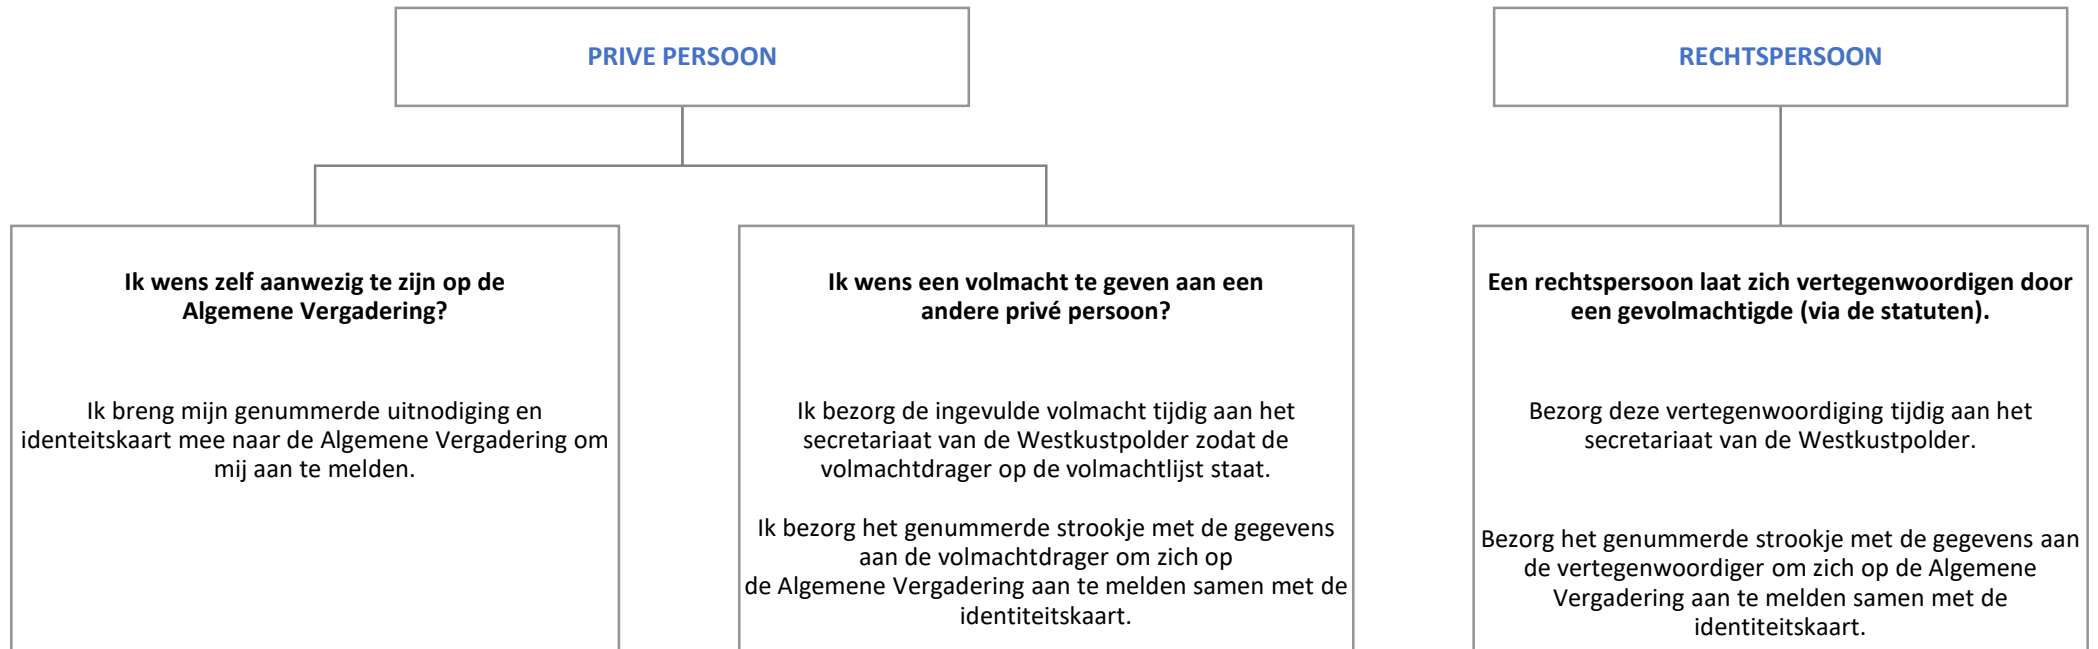 PRIVE PERSOON
RECHTSPERSOON
Ik wens zelf aanwezig te zijn op de
Algemene Vergadering?
Ik breng mijn genummerde uitnodiging en
identeitskaart mee naar de Algemene Vergadering om
mij aan te melden.
Ik wens een volmacht te geven aan een
andere privé persoon?
Ik bezorg de ingevulde volmacht tijdig aan het
secretariaat van de Westkustpolder zodat de
volmachtdrager op de volmachtlijst staat.
Ik bezorg het genummerde strookje met de gegevens
aan de volmachtdrager om zich op
de Algemene Vergadering aan te melden samen met de
identiteitskaart.
Een rechtspersoon laat zich vertegenwoordigen door
een gevolmachtigde (via de statuten).
Bezorg deze vertegenwoordiging tijdig aan het
secretariaat van de Westkustpolder.
Bezorg het genummerde strookje met de gegevens aan
de vertegenwoordiger om zich op de Algemene
Vergadering aan te melden samen met de
identiteitskaart.